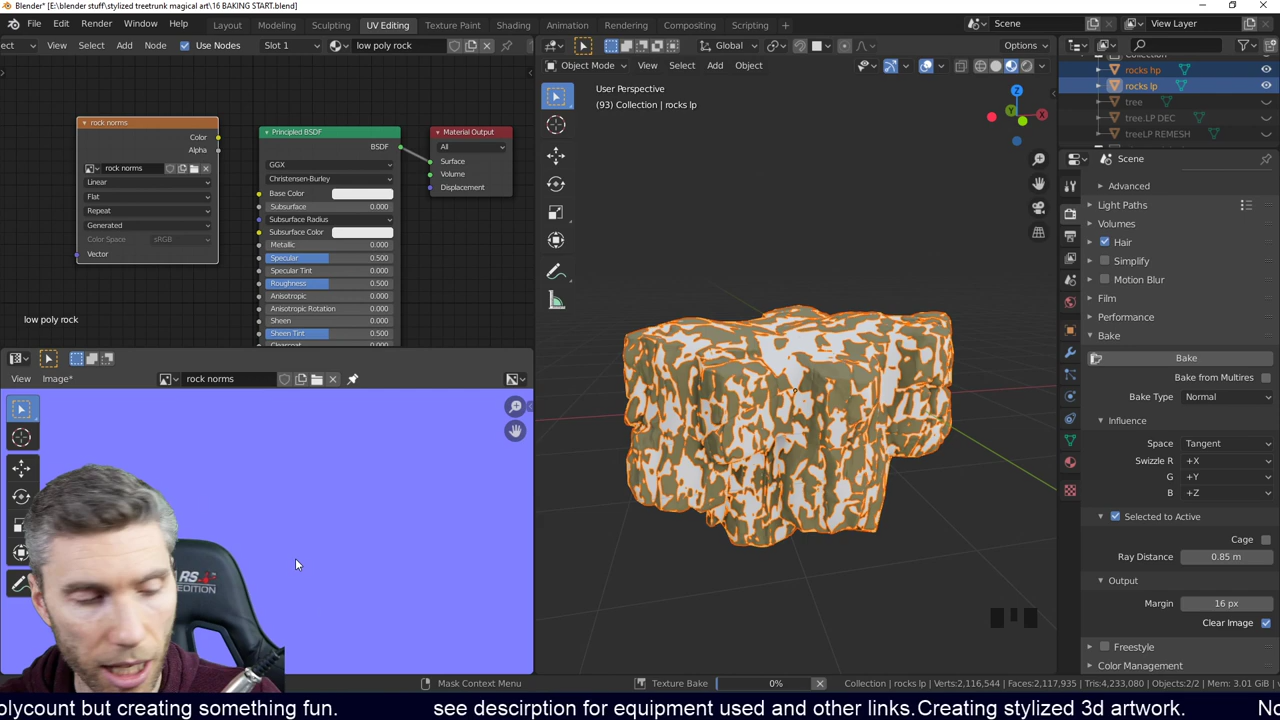 Blender* [E:\blender stuff\stylized treetrunk magical art\16 BAKING START.blend]
File Edit Render Window Help Layout Modeling Sculpting UV Editing Texture Paint Shading Animation Rendering Compositing Scripting Scene View Layer
ect View Select Add Node Use Nodes Slot 1 low poly rock Global Options
Object Mode View Select Add Object
User Perspective
(93) Collection | rocks lp
Collection
rocks hp
rocks lp
tree
tree.LP DEC
treeLP REMESH
rock norms
Color
Alpha
rock norms
Linear
Flat
Repeat
Generated
Color Space sRGB
Vector
Principled BSDF
BSDF
GGX
Christensen-Burley
Base Color
Subsurface 0.000
Subsurface Radius
Subsurface Color
Metallic 0.000
Specular 0.500
Specular Tint 0.000
Roughness 0.500
Anisotropic 0.000
Anisotropic Rotation 0.000
Sheen 0.000
Sheen Tint 0.500
Clearcoat 0.000
Material Output
All
Surface
Volume
Displacement
low poly rock
View Image* rock norms
Z
Y
X
Scene
Advanced
Light Paths
Volumes
Hair
Simplify
Motion Blur
Film
Performance
Bake
Bake
Bake from Multires
Bake Type Normal
Influence
Space Tangent
Swizzle R +X
G +Y
B +Z
Selected to Active
Cage
Ray Distance 0.85 m
Output
Margin 16 px
Clear Image
Freestyle
Color Management
RS
EDITION
Mask Context Menu Texture Bake 0% Collection | rocks lp | Verts:2,116,544 | Faces:2,117,935 | Tris:4,233,080 | Objects:2/2 | Mem: 3.01 GiB |
olycount but creating something fun. see descirption for equipment used and other links.Creating stylized 3d artwork. No